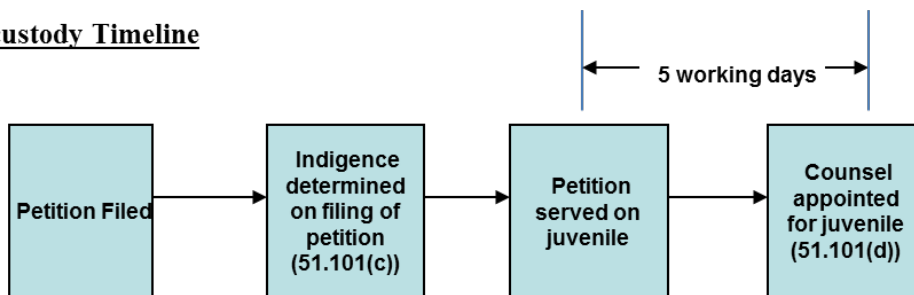 custody Timeline
5 working days
Petition Filed
Indigence
determined
on filing of
petition
(51.101(c))
Petition
served on
juvenile
Counsel
appointed
for juvenile
(51.101(d))